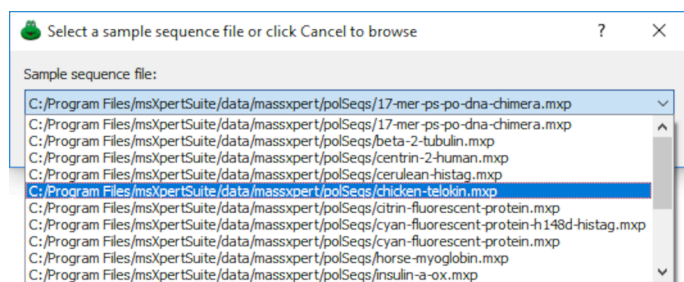 Select a sample sequence file or click Cancel to browse
Sample sequence file:
C:/Program Files/msXpertSuite/data/massxpert/polSeqs/17-mer-ps-po-dna-chimera.mxp
C:/Program Files/msXpertSuite/data/massxpert/polSeqs/17-mer-ps-po-dna-chimera.mxp
C:/Program Files/msXpertSuite/data/massxpert/polSeqs/beta-2-tubulin.mxp
C:/Program Files/msXpertSuite/data/massxpert/polSeqs/centrin-2-human.mxp
C:/Program Files/msXpertSuite/data/massxpert/polSeqs/cerulean-histag.mxp
C:/Program Files/msXpertSuite/data/massxpert/polSeqs/chicken-telokin.mxp
C:/Program Files/msXpertSuite/data/massxpert/polSeqs/citrin-fluorescent-protein.mxp
C:/Program Files/msXpertSuite/data/massxpert/polSeqs/cyan-fluorescent-protein-h148d-histag.mxp
C:/Program Files/msXpertSuite/data/massxpert/polSeqs/cyan-fluorescent-protein.mxp
C:/Program Files/msXpertSuite/data/massxpert/polSeqs/horse-myoglobin.mxp
C:/Program Files/msXpertSuite/data/massxpert/polSeqs/insulin-a-ox.mxp